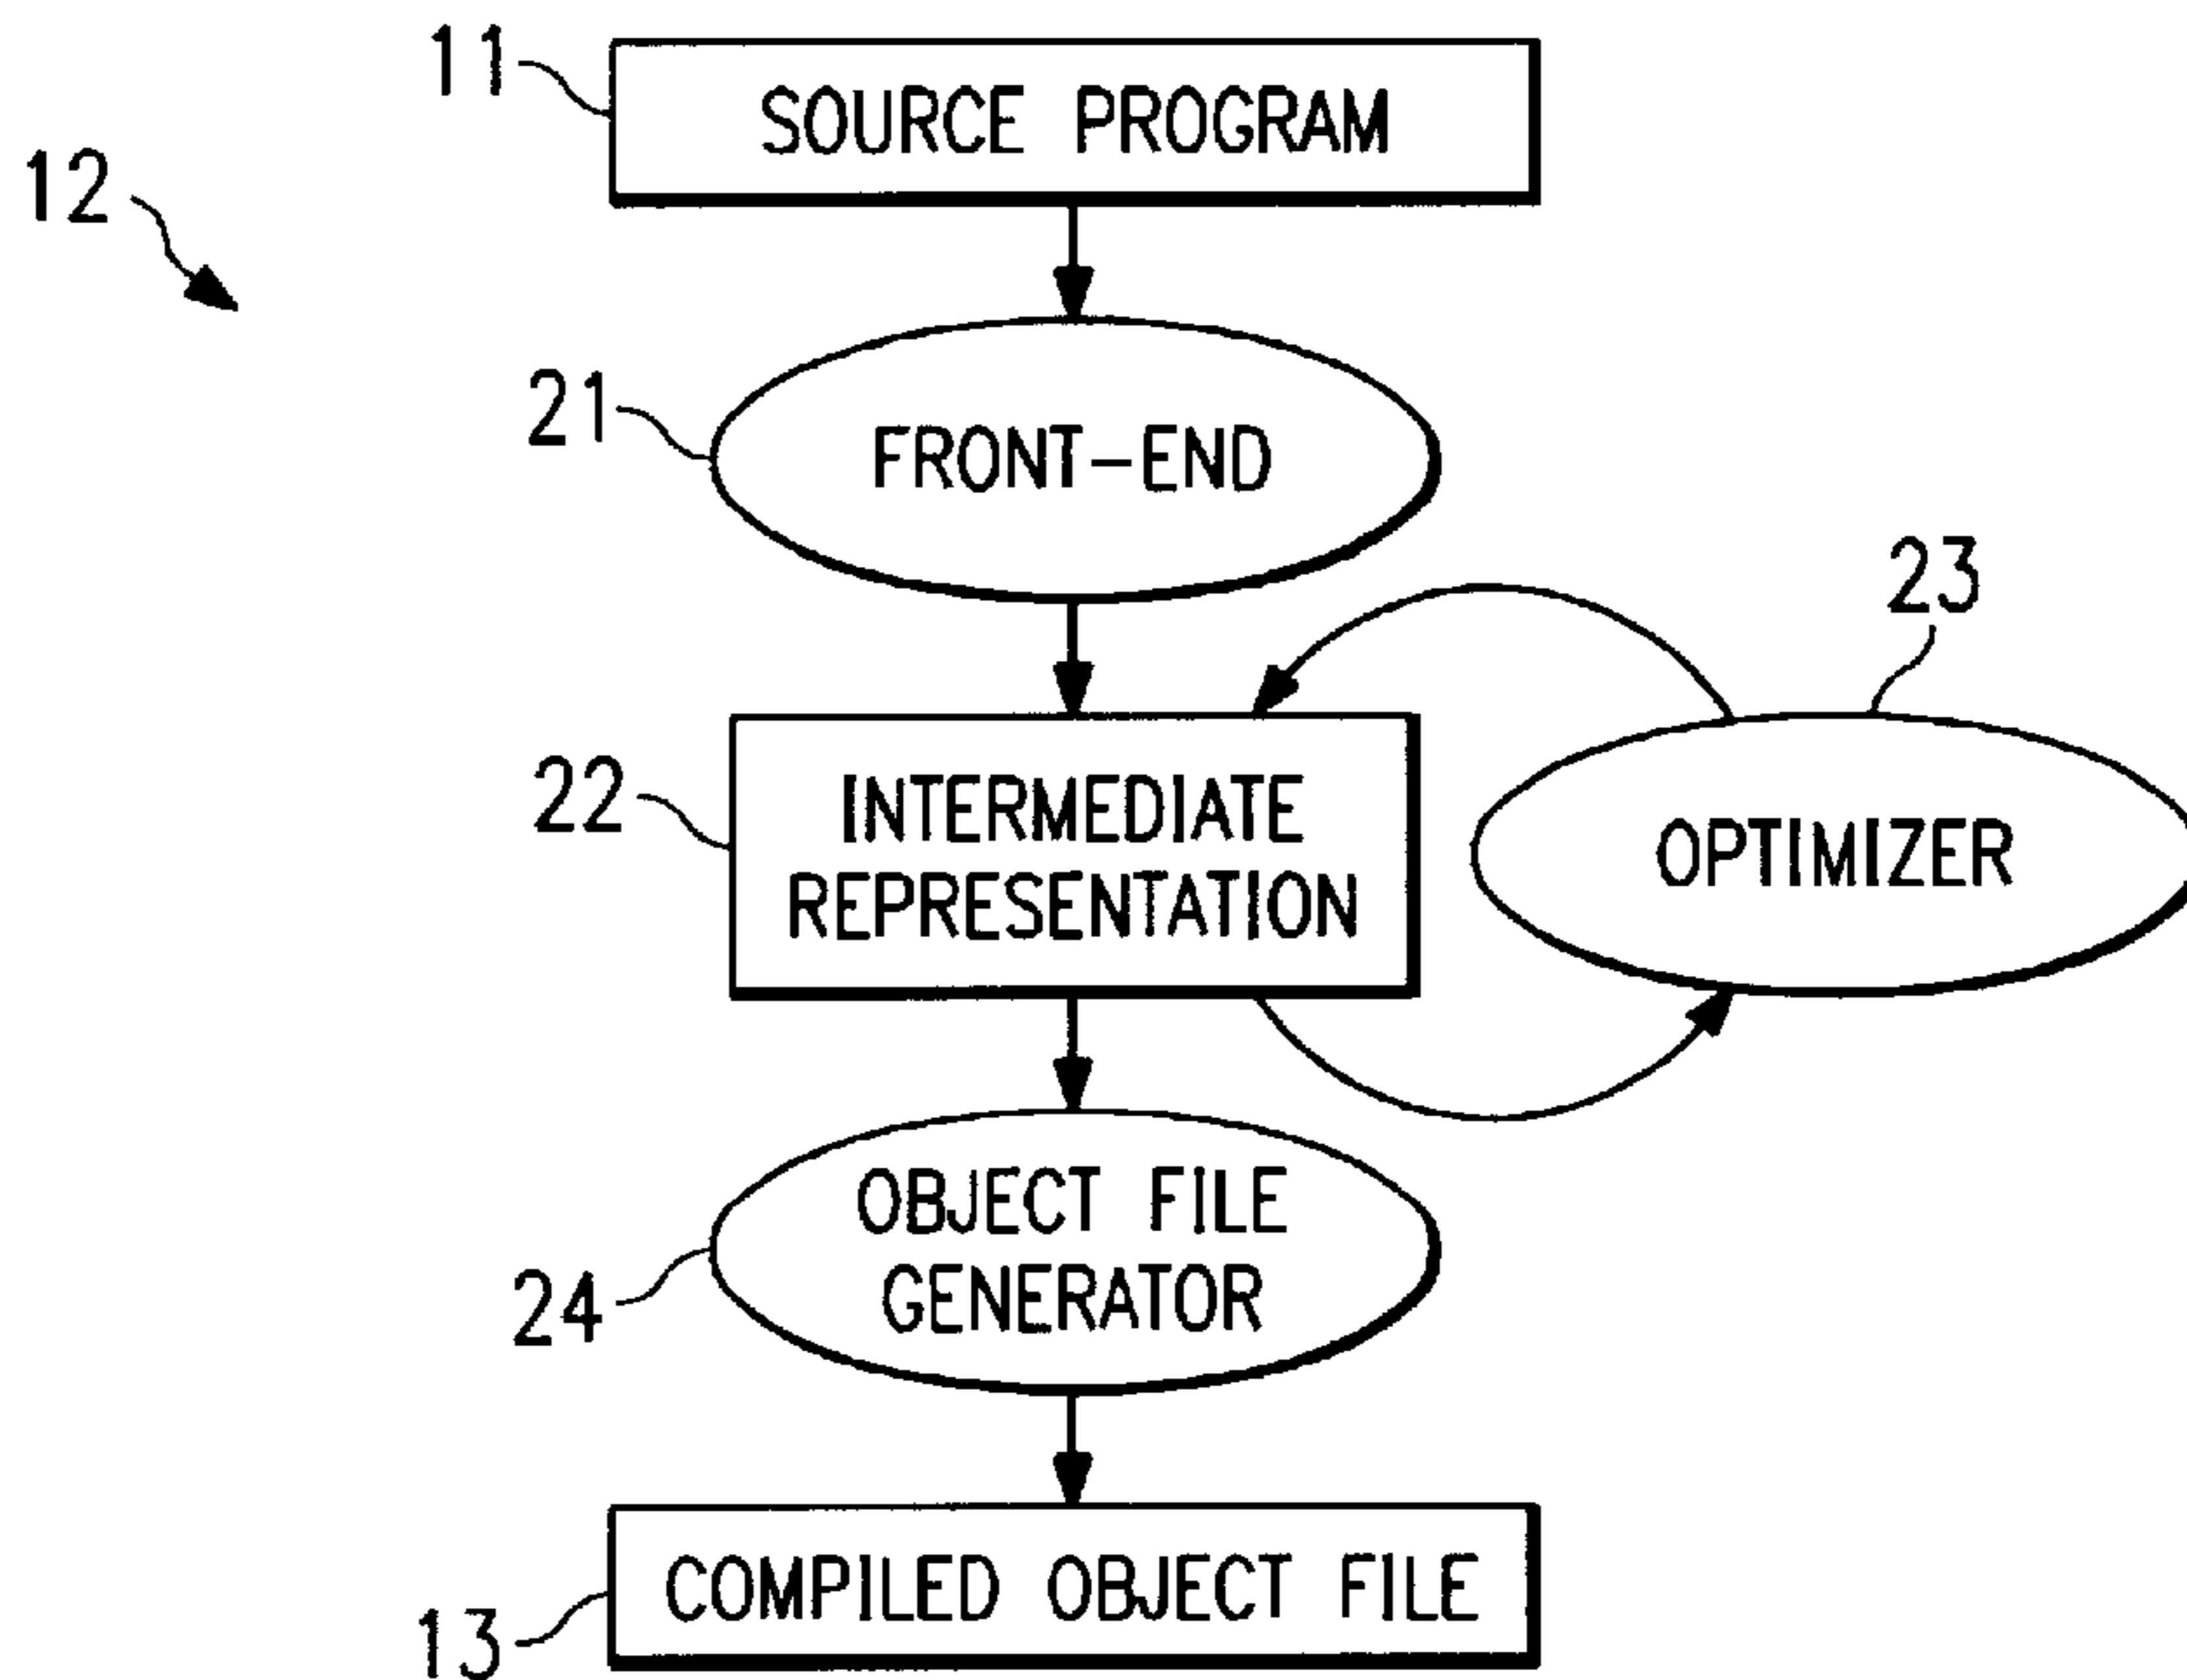 11
SOURCE PROGRAM
12
21
FRONT-END
23
22
INTERMEDIATE
REPRESENTATION
OPTIMIZER
OBJECT FILE
GENERATOR
24
COMPILED OBJECT FILE
13